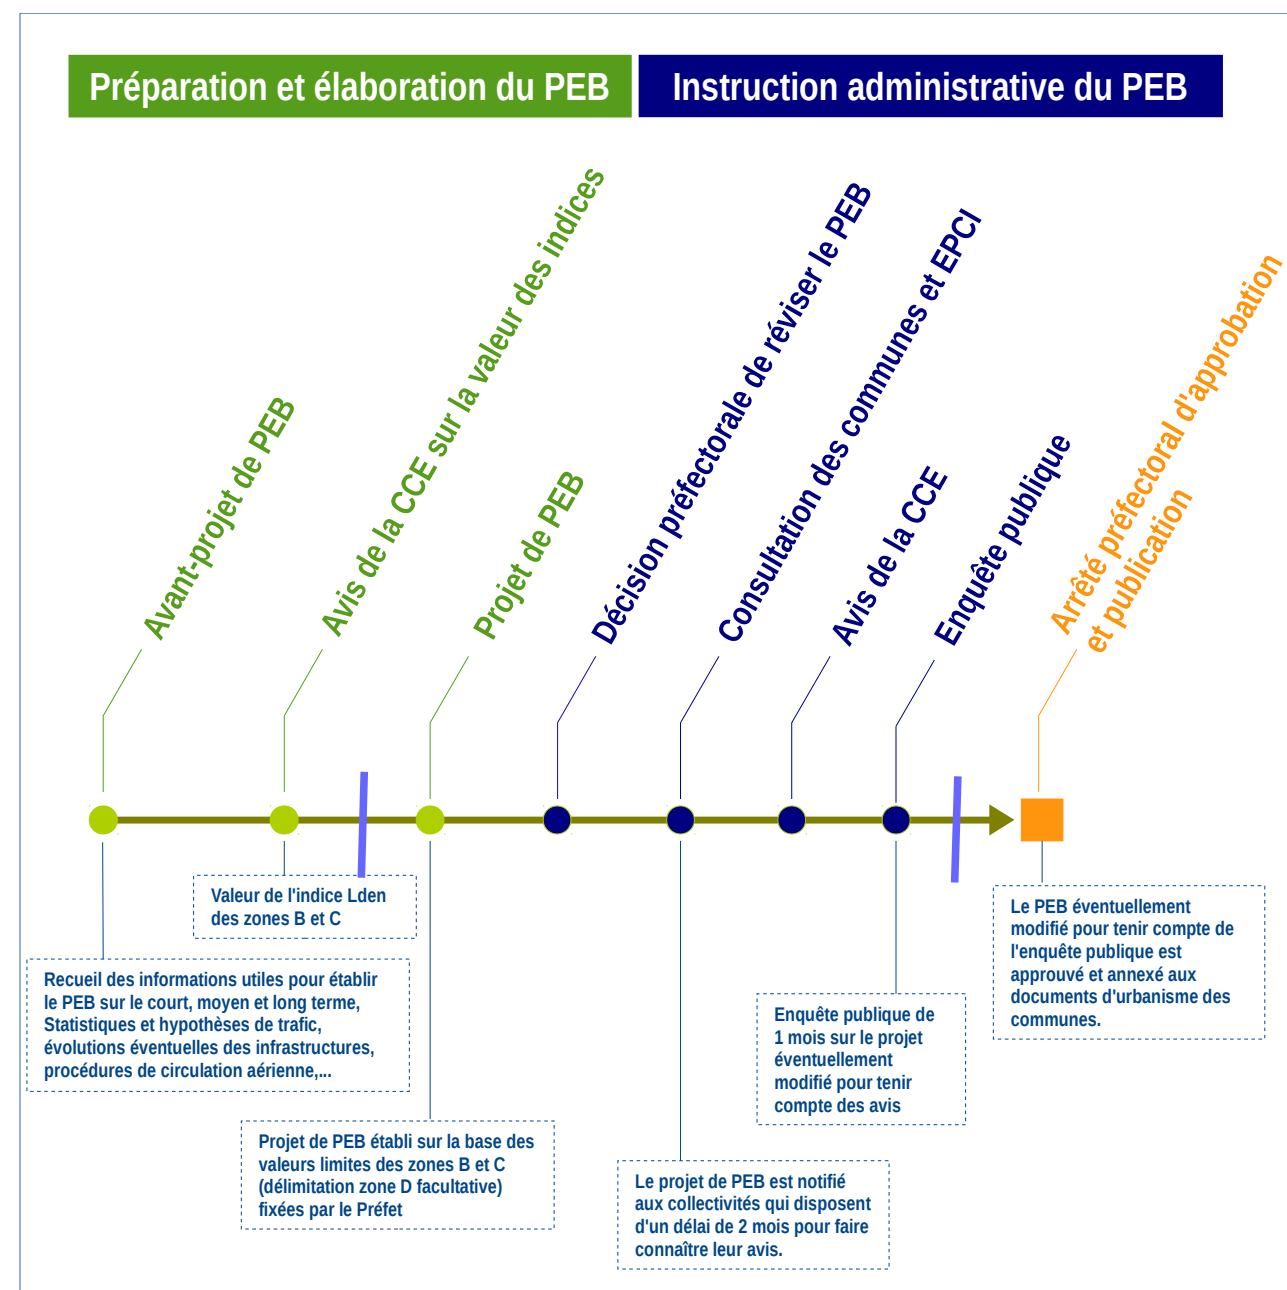 Préparation et élaboration du PEB
Instruction administrative du PEB
Avant-projet de PEB
Avis de la CCE sur la valeur des indices
Projet de PEB
Décision préfectorale de réviser le PEB
Consultation des communes et EPCI
Avis de la CCE
Enquête publique
Arrêté préfectoral d'approbation
et publication
Valeur de l'indice Lden
des zones B et C
Recueil des informations utiles pour établir
le PEB sur le court, moyen et long terme,
Statistiques et hypothèses de trafic,
évolutions éventuelles des infrastructures,
procédures de circulation aérienne,...
Projet de PEB établi sur la base des
valeurs limites des zones B et C
(délimitation zone D facultative)
fixées par le Préfet
Le projet de PEB est notifié
aux collectivités qui disposent
d'un délai de 2 mois pour faire
connaître leur avis.
Enquête publique de
1 mois sur le projet
éventuellement
modifié pour tenir
compte des avis
Le PEB éventuellement
modifié pour tenir compte de
l'enquête publique est
approuvé et annexé aux
documents d'urbanisme des
communes.